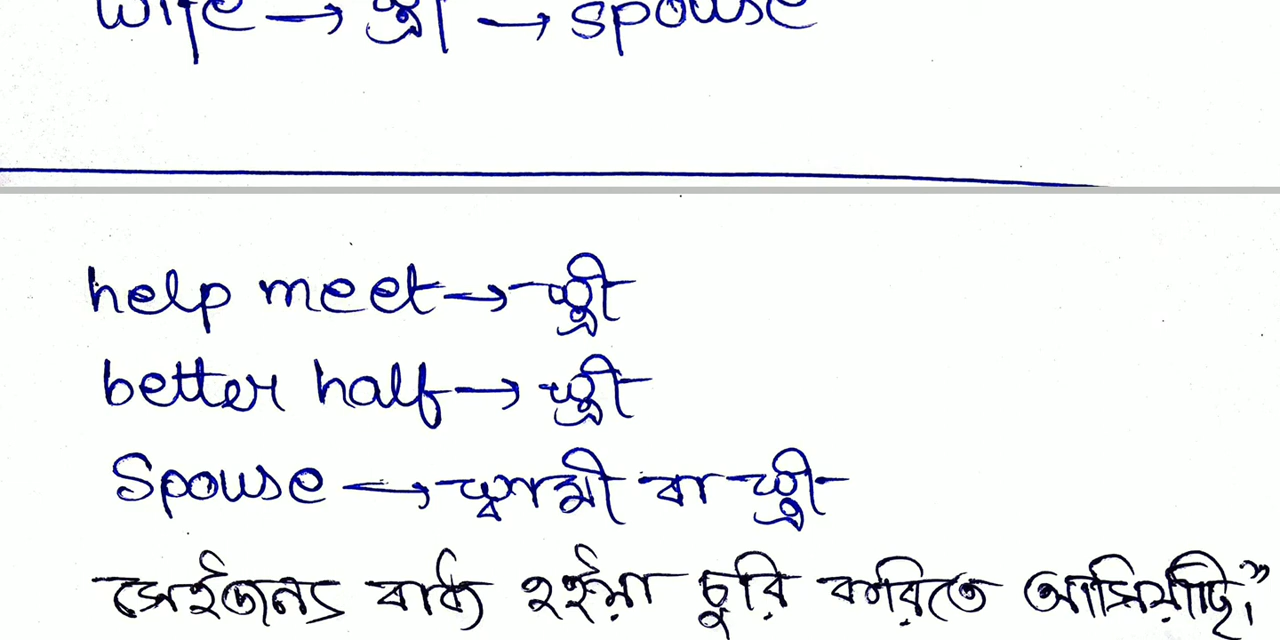 wife → স্ত্রী → spouse
help meet → স্ত্রী
better half → স্ত্রী
Spouse → স্বামী বা স্ত্রী
সেইজন্য বাধ্য হইয়া চুরি করিতে আসিয়াছি।”